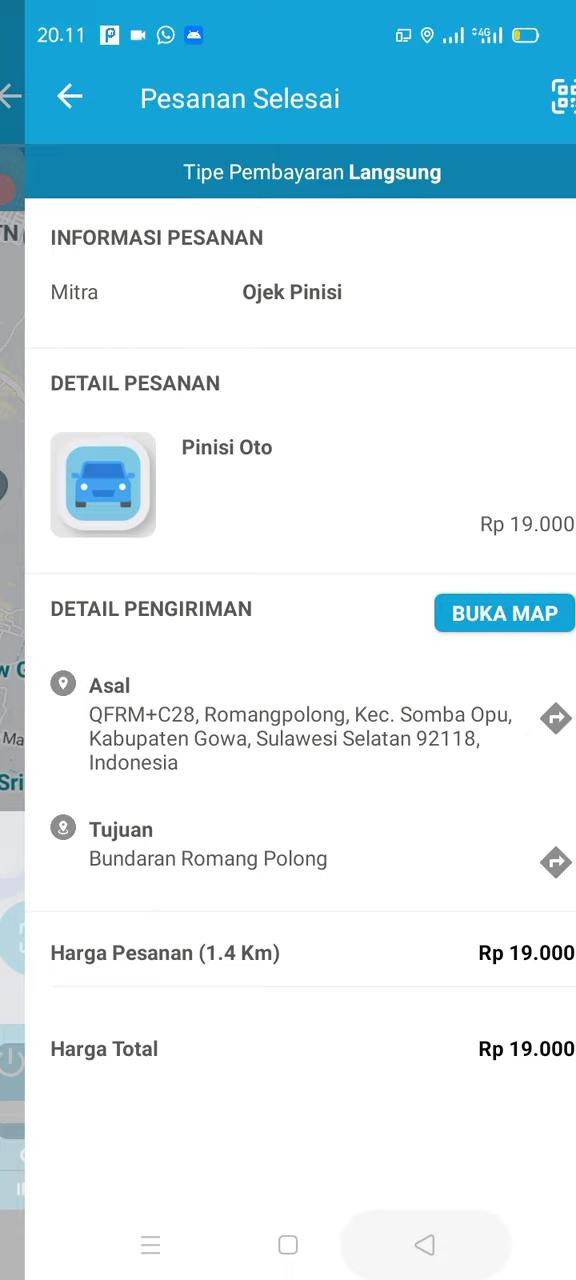 20.11
4G
Pesanan Selesai
Tipe Pembayaran Langsung
INFORMASI PESANAN
Mitra Ojek Pinisi
DETAIL PESANAN
Pinisi Oto
Rp 19.000
DETAIL PENGIRIMAN BUKA MAP
Asal
QFRM+C28, Romangpolong, Kec. Somba Opu,
Kabupaten Gowa, Sulawesi Selatan 92118,
Indonesia
Tujuan
Bundaran Romang Polong
Harga Pesanan (1.4 Km) Rp 19.000
Harga Total Rp 19.000